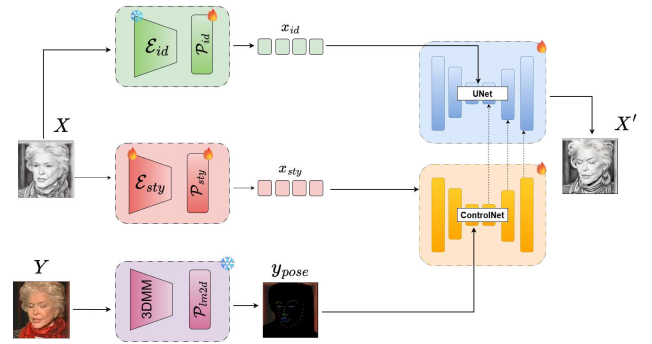 ℰ_id
𝒫_id
x_id
UNet
X
X′
ℰ_sty
𝒫_sty
x_sty
ControlNet
Y
3DMM
𝒫_lm2d
y_pose